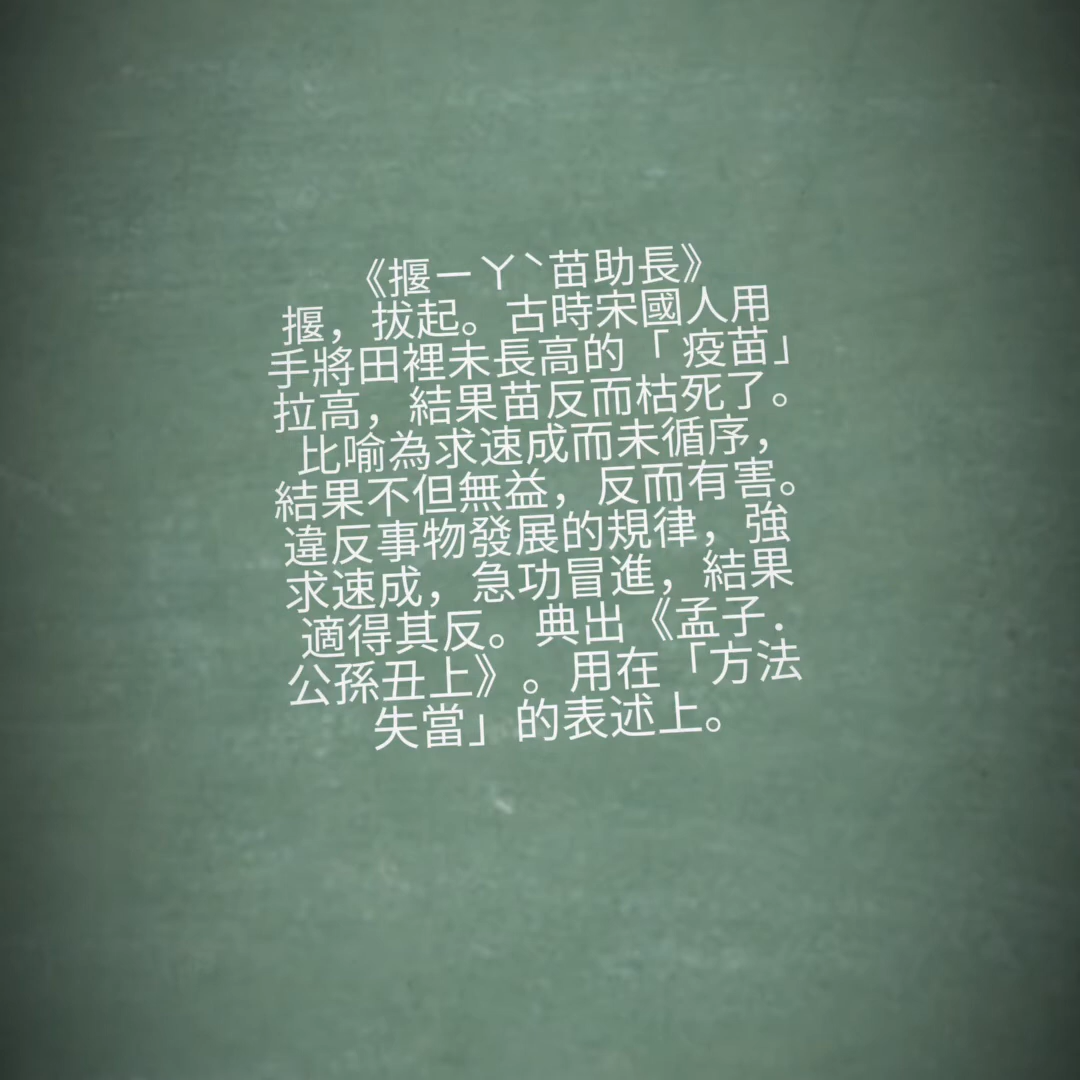 《揠ㄧㄚˋ苗助長》
揠，拔起。古時宋國人用
手將田裡未長高的「 疫苗」
拉高，結果苗反而枯死了。
比喻為求速成而未循序，
結果不但無益，反而有害。
違反事物發展的規律，強
求速成，急功冒進，結果
適得其反。典出《孟子．
公孫丑上》。用在「方法
失當」的表述上。